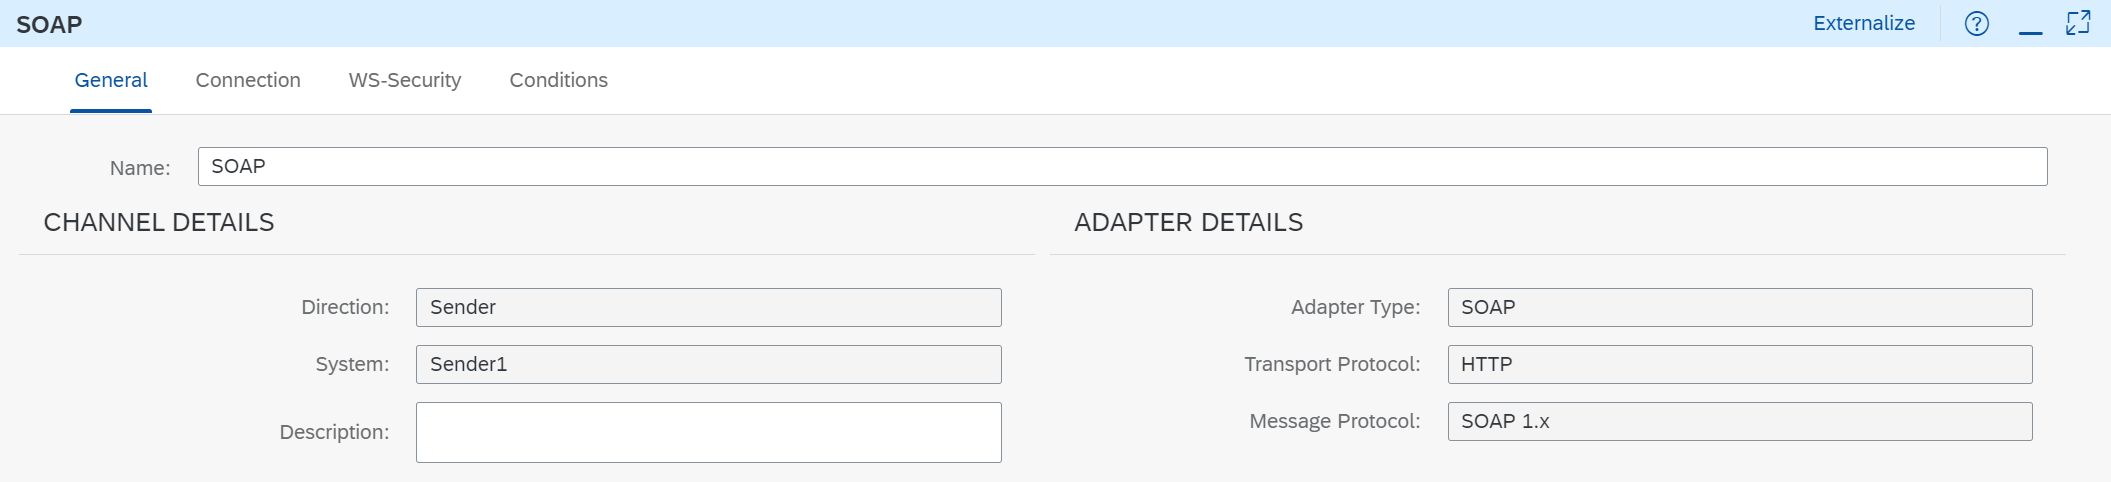 SOAP
Externalize
General Connection WS-Security Conditions
Name: SOAP
CHANNEL DETAILS
Direction: Sender
System: Sender1
Description:
ADAPTER DETAILS
Adapter Type: SOAP
Transport Protocol: HTTP
Message Protocol: SOAP 1.x